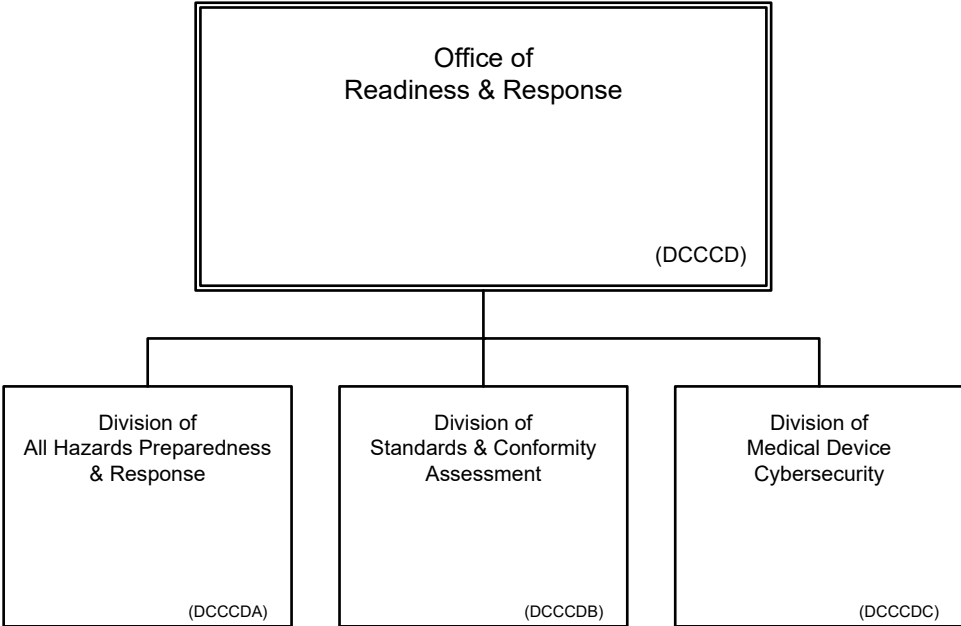 Office of
Readiness & Response
(DCCCD)
Division of
All Hazards Preparedness
& Response
(DCCCDA)
Division of
Standards & Conformity
Assessment
(DCCCDB)
Division of
Medical Device
Cybersecurity
(DCCCDC)